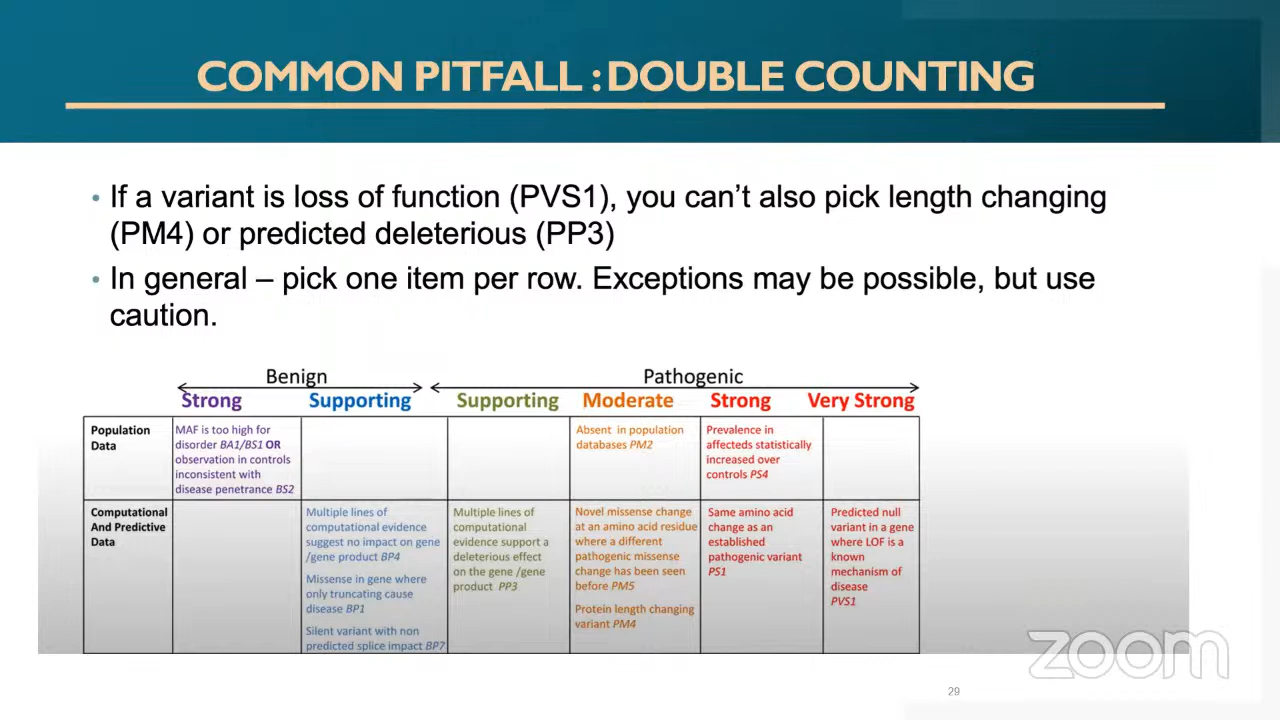 COMMON PITFALL : DOUBLE COUNTING
• If a variant is loss of function (PVS1), you can’t also pick length changing
(PM4) or predicted deleterious (PP3)
• In general – pick one item per row. Exceptions may be possible, but use
caution.
Benign
Pathogenic
Strong
Supporting
Supporting
Moderate
Strong
Very Strong
Population
Data
MAF is too high for
disorder BA1/BS1 OR
observation in controls
inconsistent with
disease penetrance BS2
Absent in population
databases PM2
Prevalence in
affecteds statistically
increased over
controls PS4
Computational
And Predictive
Data
Multiple lines of
computational evidence
suggest no impact on gene
/gene product BP4
Missense in gene where
only truncating cause
disease BP1
Silent variant with non
predicted splice impact BP7
Multiple lines of
computational
evidence support a
deleterious effect
on the gene /gene
product PP3
Novel missense change
at an amino acid residue
where a different
pathogenic missense
change has been seen
before PM5
Protein length changing
variant PM4
Same amino acid
change as an
established
pathogenic variant
PS1
Predicted null
variant in a gene
where LOF is a
known
mechanism of
disease
PVS1
zoom
29